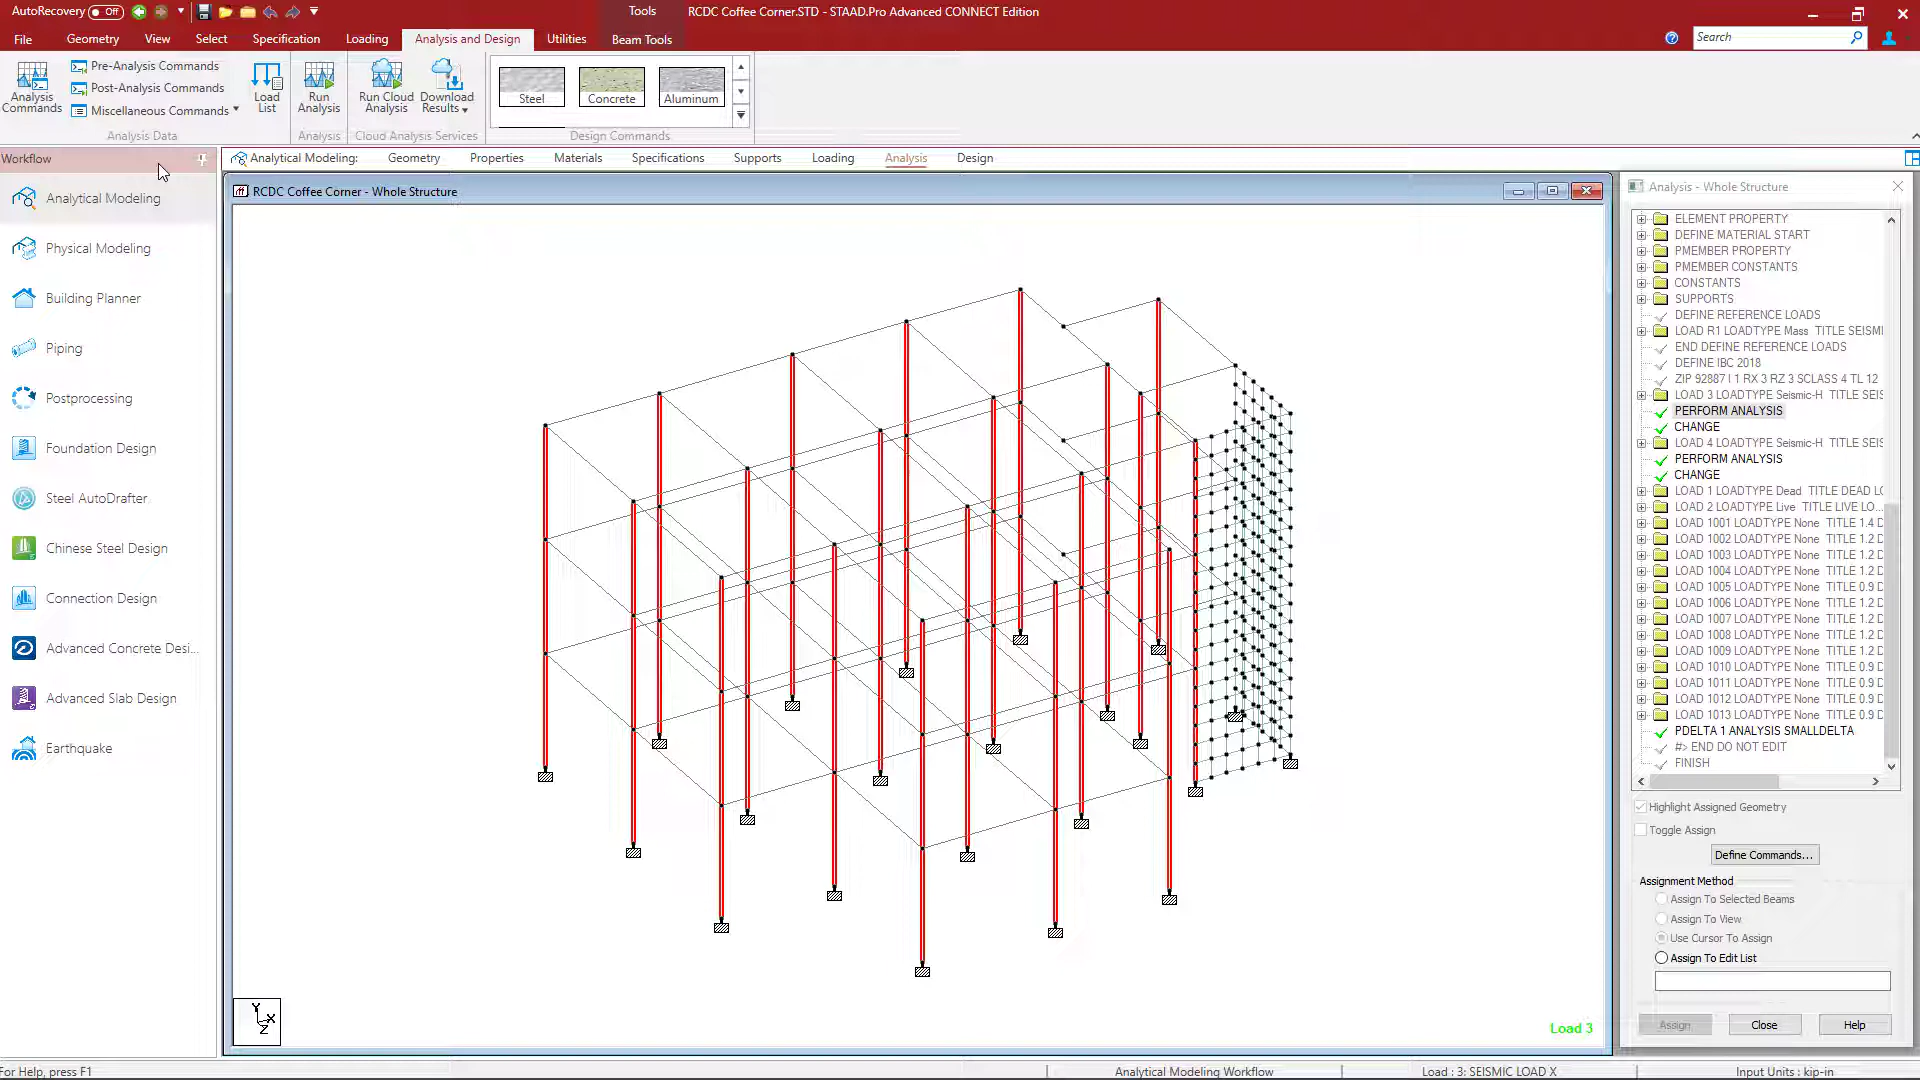 AutoRecovery Off
Tools
RCDC Coffee Corner.STD - STAAD.Pro Advanced CONNECT Edition
File Geometry View Select Specification Loading Analysis and Design Utilities Beam Tools
Search
Analysis Commands
Pre-Analysis Commands
Post-Analysis Commands
Miscellaneous Commands
Load List
Run Analysis
Run Cloud Analysis
Download Results
Steel
Concrete
Aluminum
Analysis Data
Analysis
Cloud Analysis Services
Design Commands
Workflow
Analytical Modeling: Geometry Properties Materials Specifications Supports Loading Analysis Design
Analytical Modeling
Physical Modeling
Building Planner
Piping
Postprocessing
Foundation Design
Steel AutoDrafter
Chinese Steel Design
Connection Design
Advanced Concrete Desi...
Advanced Slab Design
Earthquake
RCDC Coffee Corner - Whole Structure
Y
X
Z
Load 3
Analysis - Whole Structure
ELEMENT PROPERTY
DEFINE MATERIAL START
PMEMBER PROPERTY
PMEMBER CONSTANTS
CONSTANTS
SUPPORTS
DEFINE REFERENCE LOADS
LOAD R1 LOADTYPE Mass TITLE SEISMI
END DEFINE REFERENCE LOADS
DEFINE IBC 2018
ZIP 92887 I 1 RX 3 RZ 3 SCLASS 4 TL 12
LOAD 3 LOADTYPE Seismic-H TITLE SEIS
PERFORM ANALYSIS
CHANGE
LOAD 4 LOADTYPE Seismic-H TITLE SEIS
PERFORM ANALYSIS
CHANGE
LOAD 1 LOADTYPE Dead TITLE DEAD LO
LOAD 2 LOADTYPE Live TITLE LIVE LO...
LOAD 1001 LOADTYPE None TITLE 1.4 D
LOAD 1002 LOADTYPE None TITLE 1.2 D
LOAD 1003 LOADTYPE None TITLE 1.2 D
LOAD 1004 LOADTYPE None TITLE 1.2 D
LOAD 1005 LOADTYPE None TITLE 0.9 D
LOAD 1006 LOADTYPE None TITLE 1.2 D
LOAD 1007 LOADTYPE None TITLE 1.2 D
LOAD 1008 LOADTYPE None TITLE 1.2 D
LOAD 1009 LOADTYPE None TITLE 1.2 D
LOAD 1010 LOADTYPE None TITLE 0.9 D
LOAD 1011 LOADTYPE None TITLE 0.9 D
LOAD 1012 LOADTYPE None TITLE 0.9 D
LOAD 1013 LOADTYPE None TITLE 0.9 D
PDELTA 1 ANALYSIS SMALLDELTA
#> END DO NOT EDIT
FINISH
Highlight Assigned Geometry
Toggle Assign
Define Commands...
Assignment Method
Assign To Selected Beams
Assign To View
Use Cursor To Assign
Assign To Edit List
Assign Close Help
For Help, press F1
Analytical Modeling Workflow
Load : 3: SEISMIC LOAD X
Input Units : kip-in